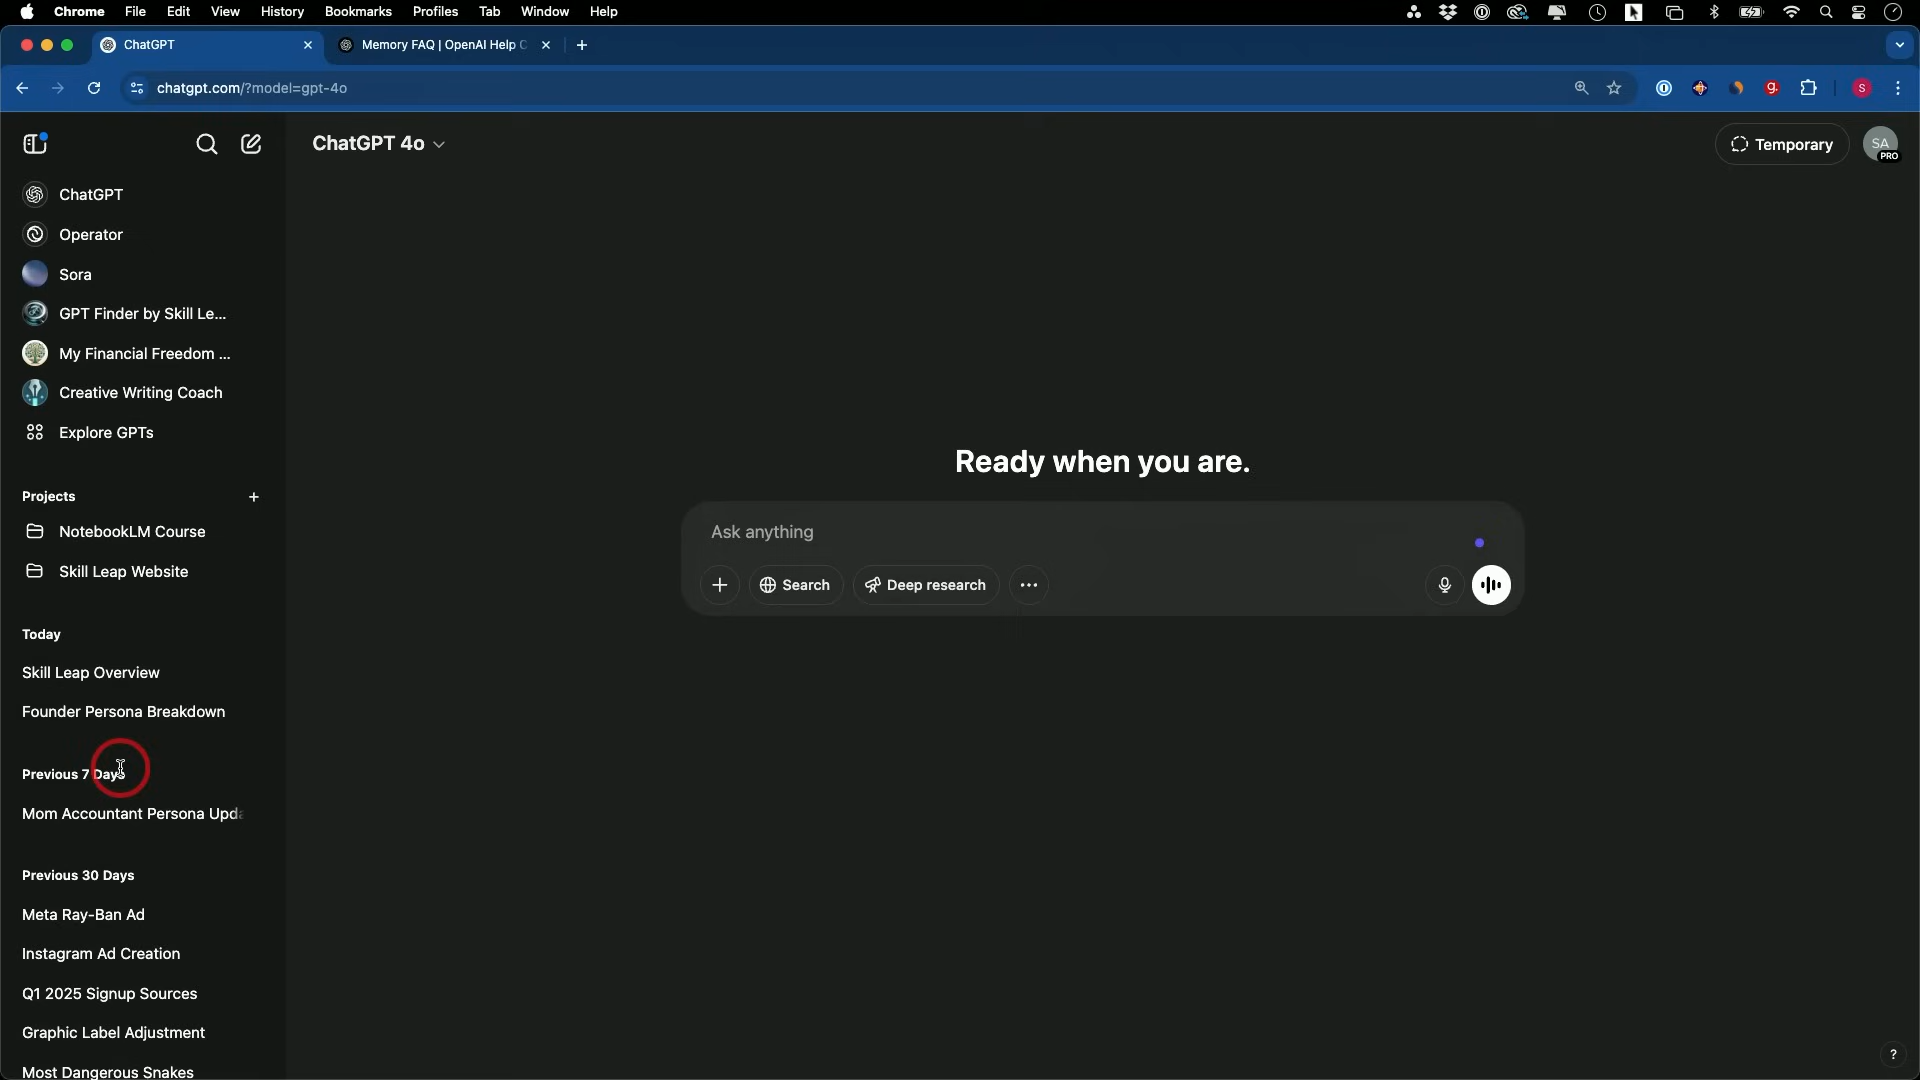 Chrome File Edit View History Bookmarks Profiles Tab Window Help
ChatGPT
Memory FAQ | OpenAI Help C
chatgpt.com/?model=gpt-4o
g.
S
ChatGPT 4o
Temporary
SA
PRO
ChatGPT
Operator
Sora
GPT Finder by Skill Le...
My Financial Freedom ...
Creative Writing Coach
Explore GPTs
Projects
NotebookLM Course
Skill Leap Website
Today
Skill Leap Overview
Founder Persona Breakdown
Previous 7 Days
Mom Accountant Persona Upda
Previous 30 Days
Meta Ray-Ban Ad
Instagram Ad Creation
Q1 2025 Signup Sources
Graphic Label Adjustment
Most Dangerous Snakes
Ready when you are.
Ask anything
Search
Deep research
?